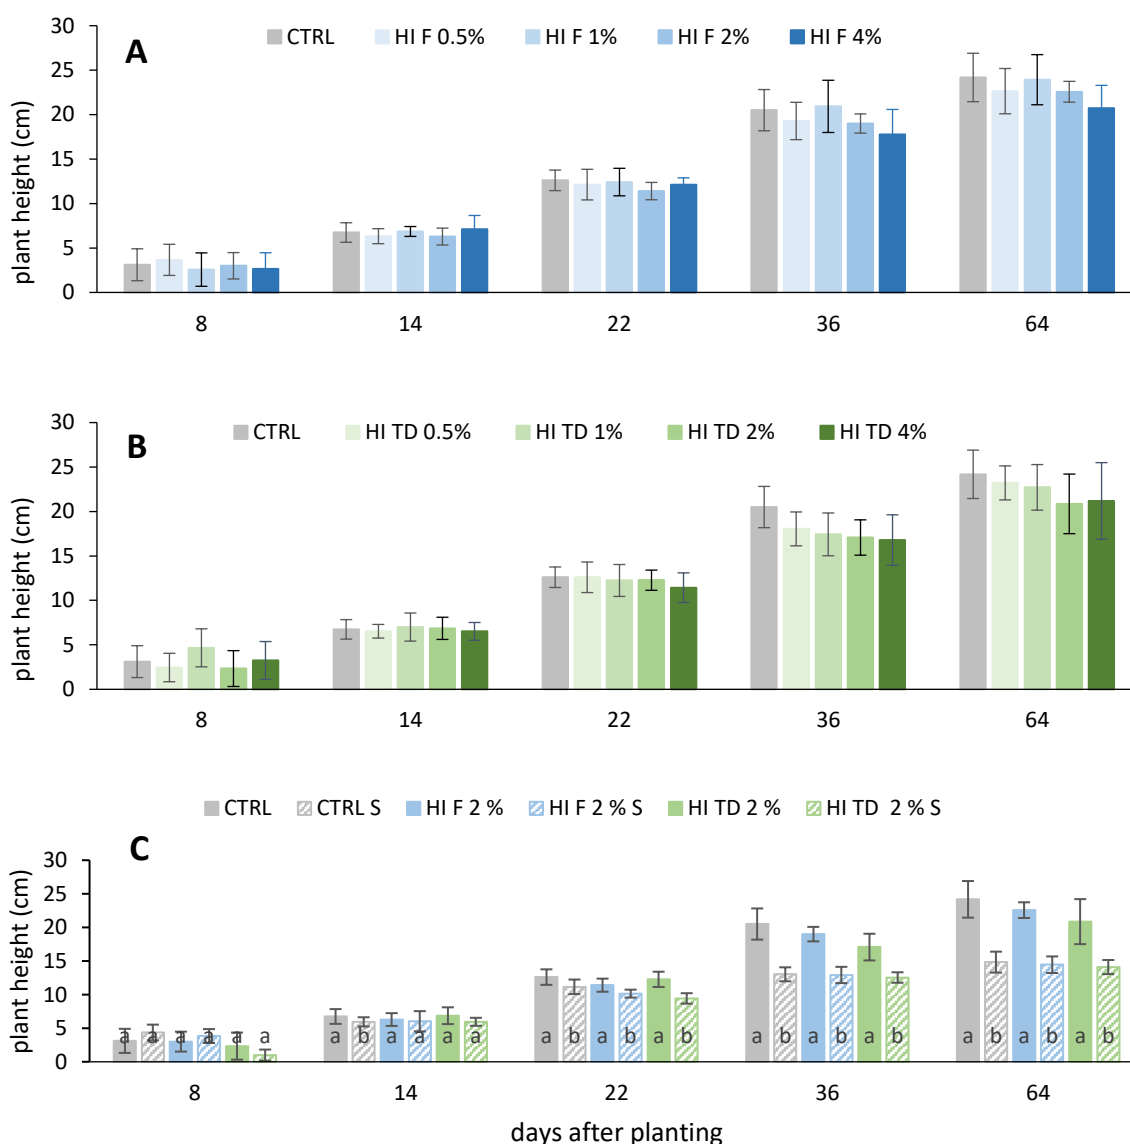 A
CTRL HI F 0.5% HI F 1% HI F 2% HI F 4%
plant height (cm)
30
25
20
15
10
5
0
8 14 22 36 64
B
CTRL HI TD 0.5% HI TD 1% HI TD 2% HI TD 4%
plant height (cm)
30
25
20
15
10
5
0
8 14 22 36 64
CTRL CTRL S HI F 2 % HI F 2 % S HI TD 2 % HI TD 2 % S
C
plant height (cm)
30
25
20
15
10
5
0
a a a a a a a b a a a a a b a b a b a b a b a b a b a b a b
8 14 22 36 64
days after planting